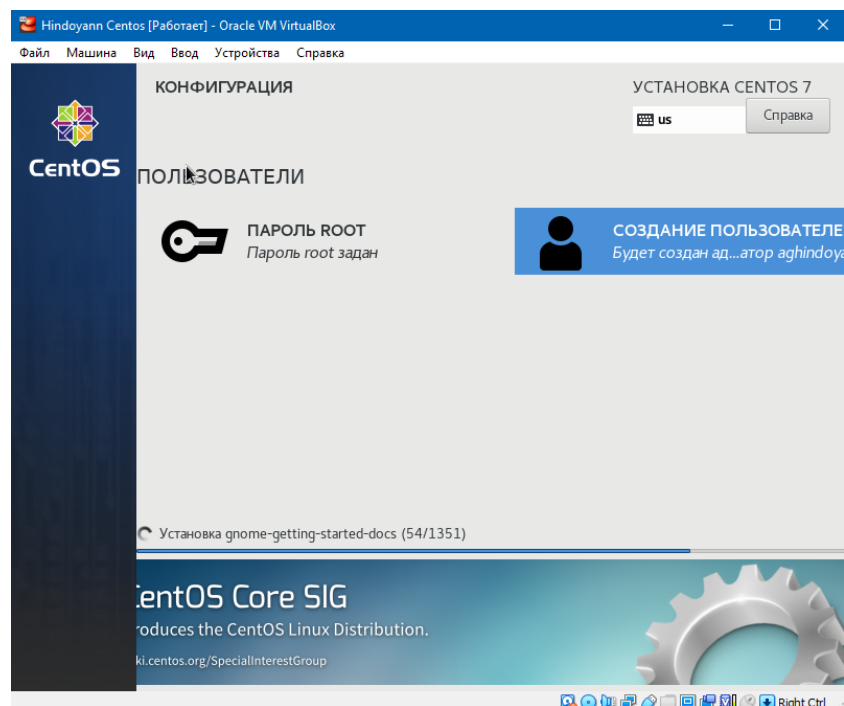 Hindoyann Centos [Работает] - Oracle VM VirtualBox
Файл Машина Вид Ввод Устройства Справка
КОНФИГУРАЦИЯ
УСТАНОВКА CENTOS 7
us
Справка
CentOS
ПОЛЬЗОВАТЕЛИ
ПАРОЛЬ ROOT
Пароль root задан
СОЗДАНИЕ ПОЛЬЗОВАТЕЛЕ
Будет создан ад...атор aghindoya
Установка gnome-getting-started-docs (54/1351)
CentOS Core SIG
roduces the CentOS Linux Distribution.
ki.centos.org/SpecialInterestGroup
Right Ctrl